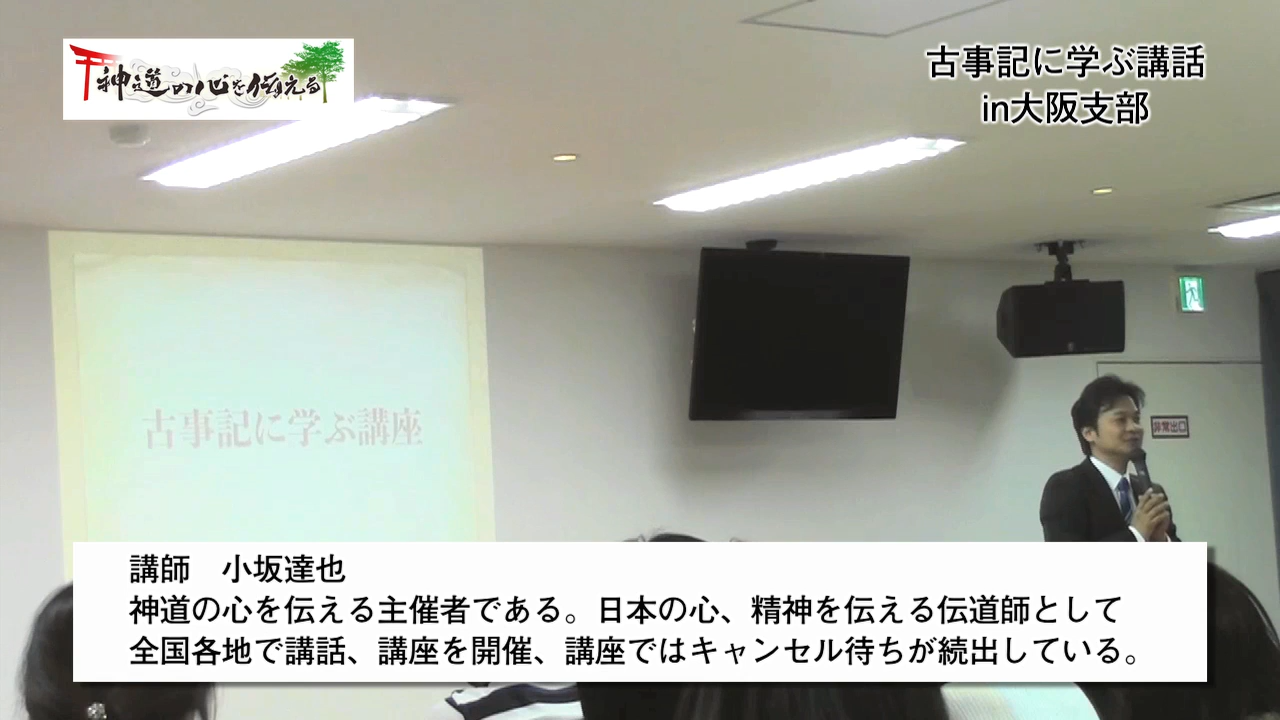 神道の心を伝える
古事記に学ぶ講話
in大阪支部
古事記に学ぶ講座
非常出口
講師　小坂達也
神道の心を伝える主催者である。日本の心、精神を伝える伝道師として
全国各地で講話、講座を開催、講座ではキャンセル待ちが続出している。